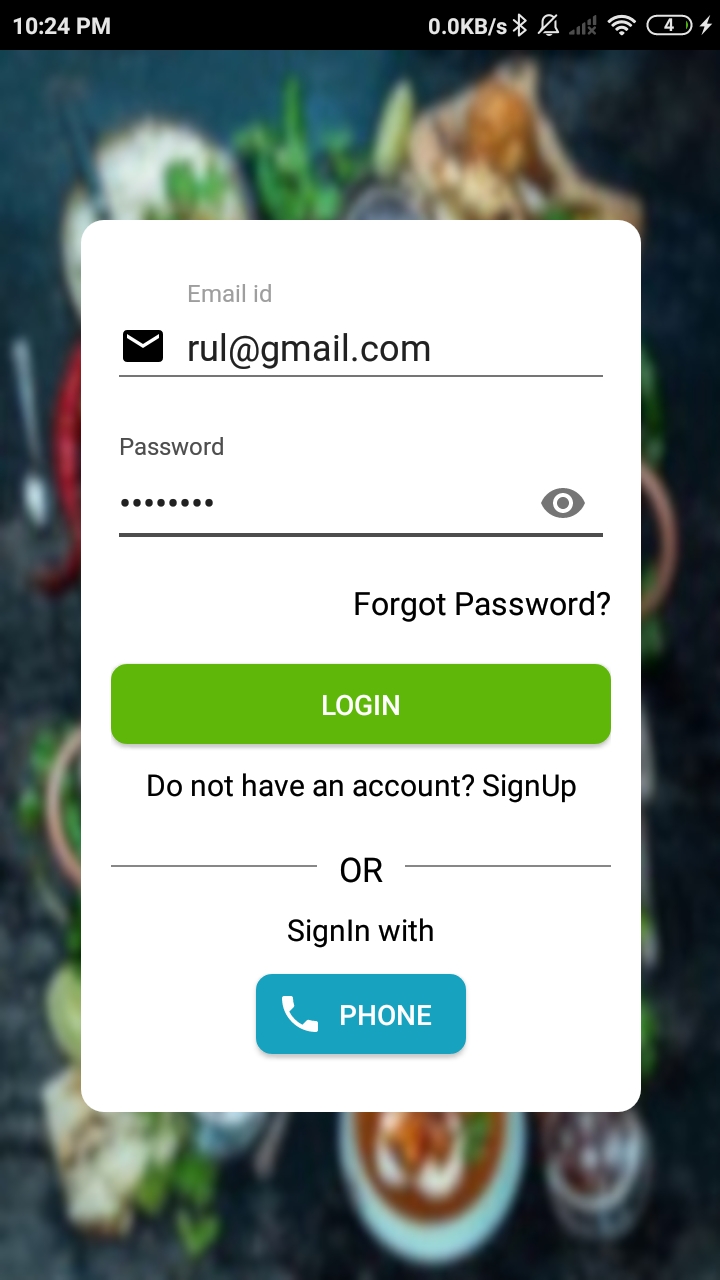 10:24 PM 0.0KB/s 4
Email id
rul@gmail.com
Password
••••••••
Forgot Password?
LOGIN
Do not have an account? SignUp
OR
SignIn with
PHONE